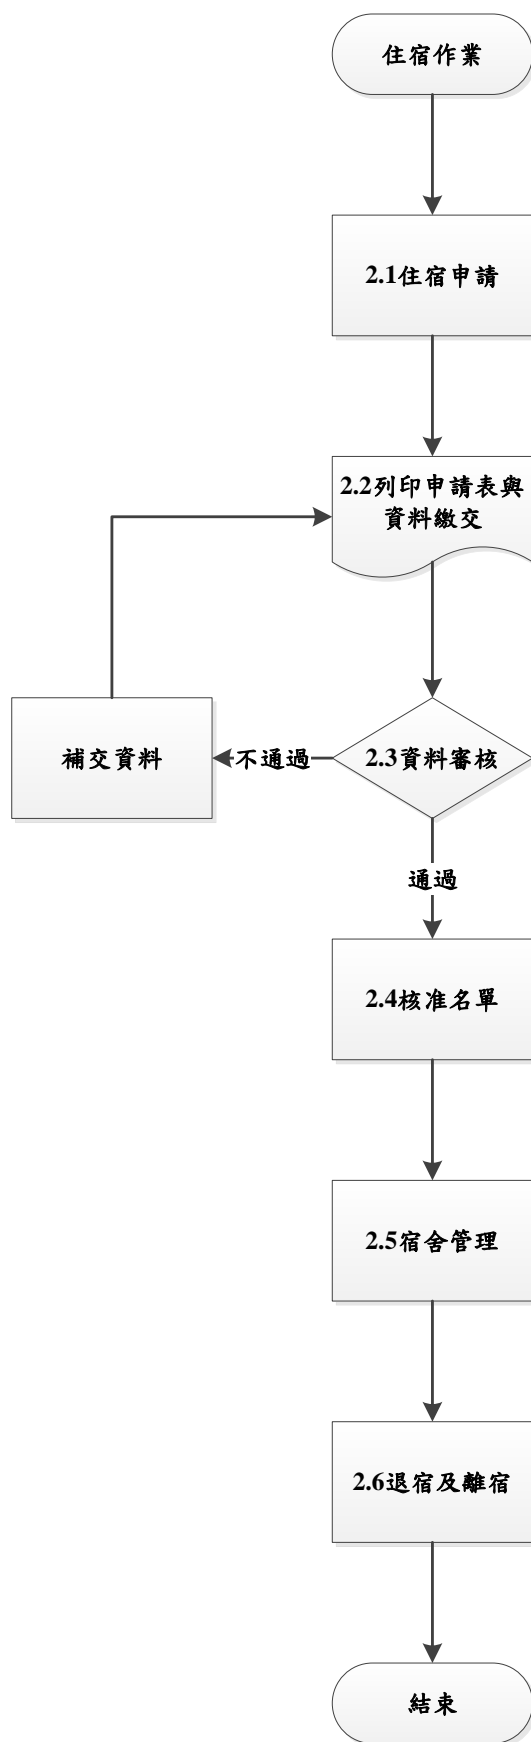 住宿作業
2.1住宿申請
2.2列印申請表與
資料繳交
補交資料
不通過
2.3資料審核
通過
2.4核准名單
2.5宿舍管理
2.6退宿及離宿
結束